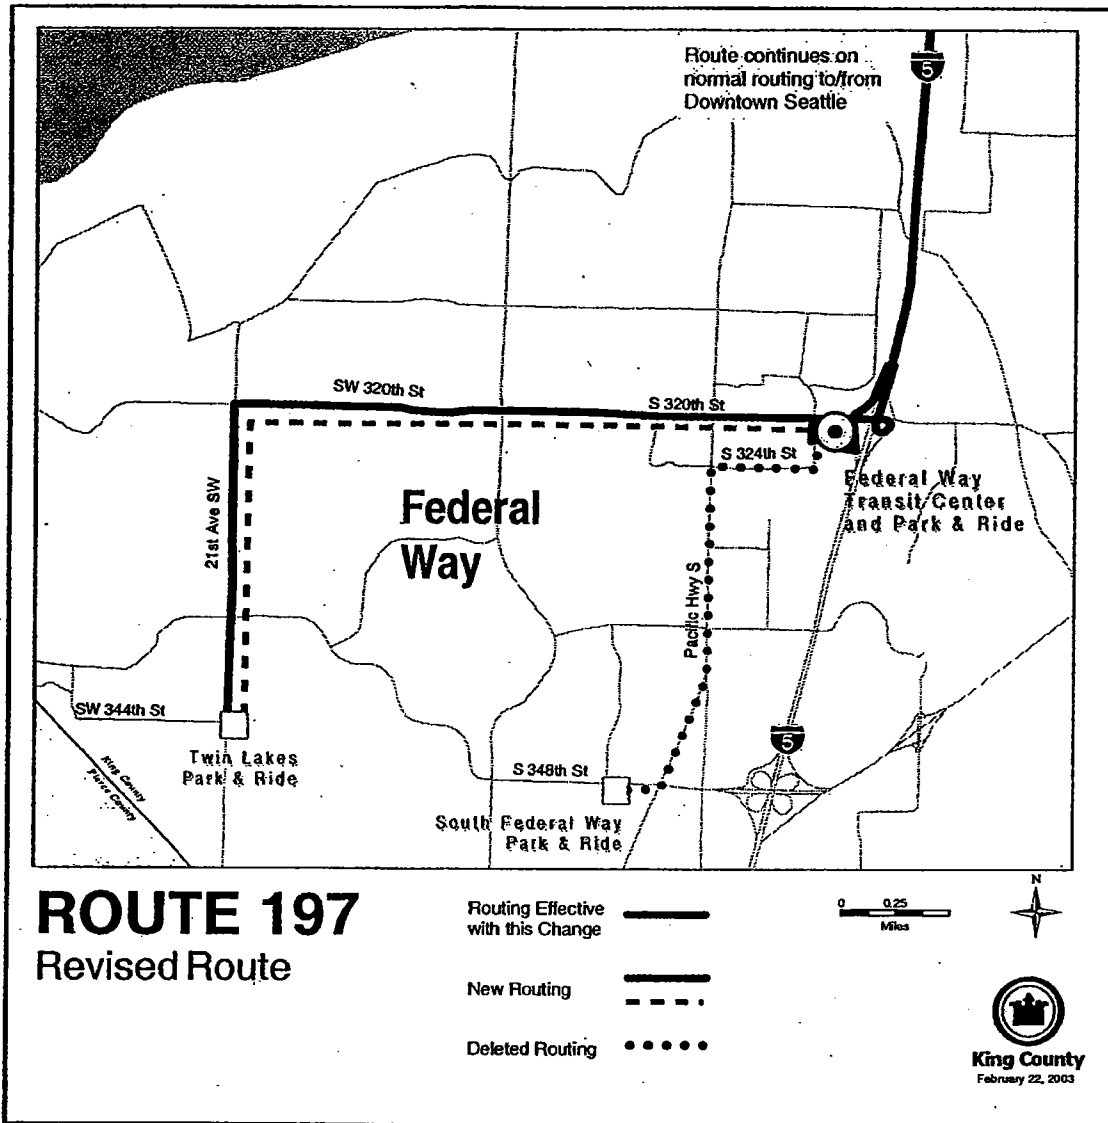 Route continues on
normal routing to/from
Downtown Seattle
5
SW 320th St
S 320th St
S 324th St
Federal Way
Transit Center
and Park & Ride
21st Ave SW
Federal
Way
Pacific Hwy S
SW 344th St
Twin Lakes
Park & Ride
King County
Pierce County
5
S 348th St
South Federal Way
Park & Ride
ROUTE 197
Revised Route
Routing Effective
with this Change
New Routing
Deleted Routing
0 0.25
Miles
N
King County
February 22, 2003